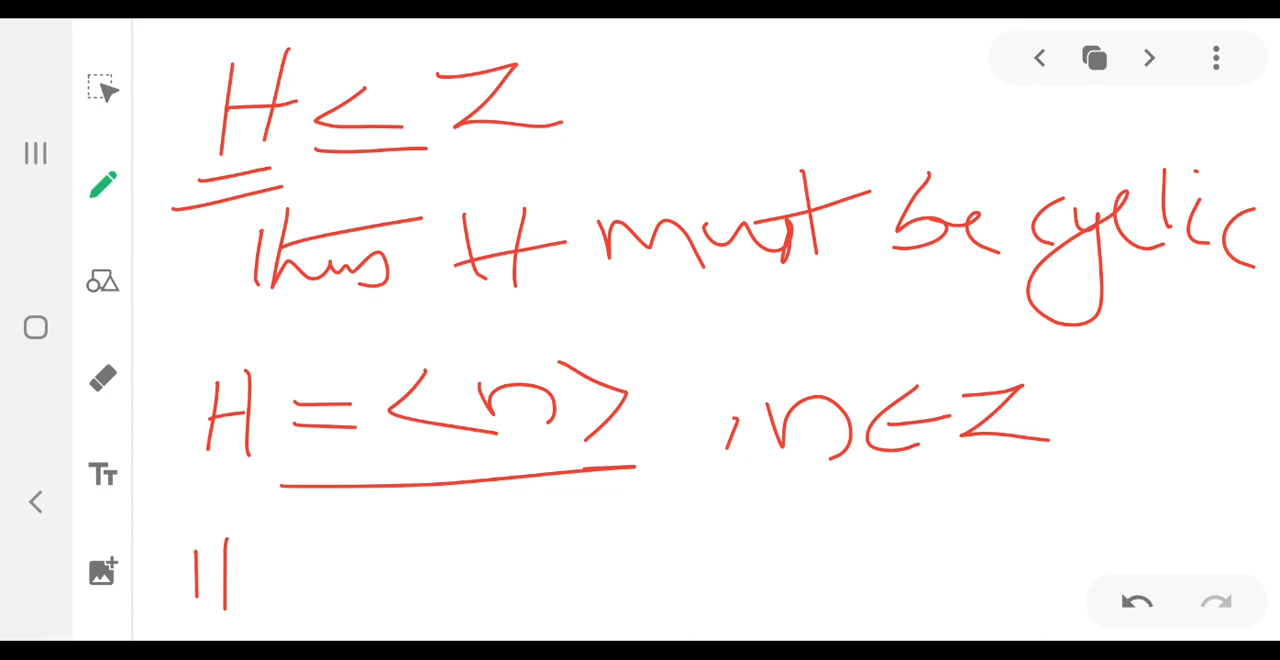 H ≤ Z
thus H must be cyclic
H = <n> , n ∈ Z